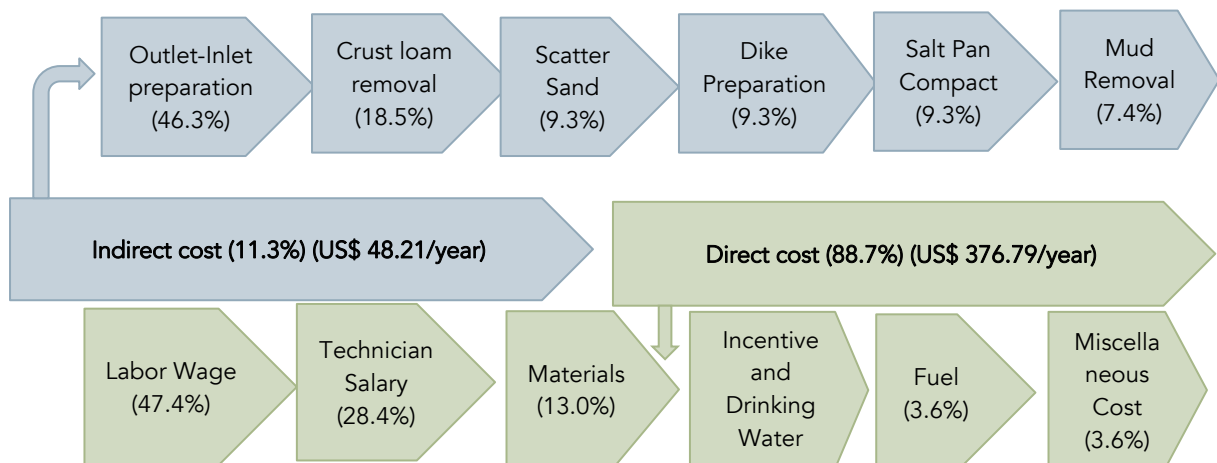 Outlet-Inlet
preparation
(46.3%)
Crust loam
removal
(18.5%)
Scatter
Sand
(9.3%)
Dike
Preparation
(9.3%)
Salt Pan
Compact
(9.3%)
Mud
Removal
(7.4%)
Indirect cost (11.3%) (US$ 48.21/year)
Direct cost (88.7%) (US$ 376.79/year)
Labor Wage
(47.4%)
Technician
Salary
(28.4%)
Materials
(13.0%)
Incentive
and
Drinking
Water
Fuel
(3.6%)
Miscella
neous
Cost
(3.6%)